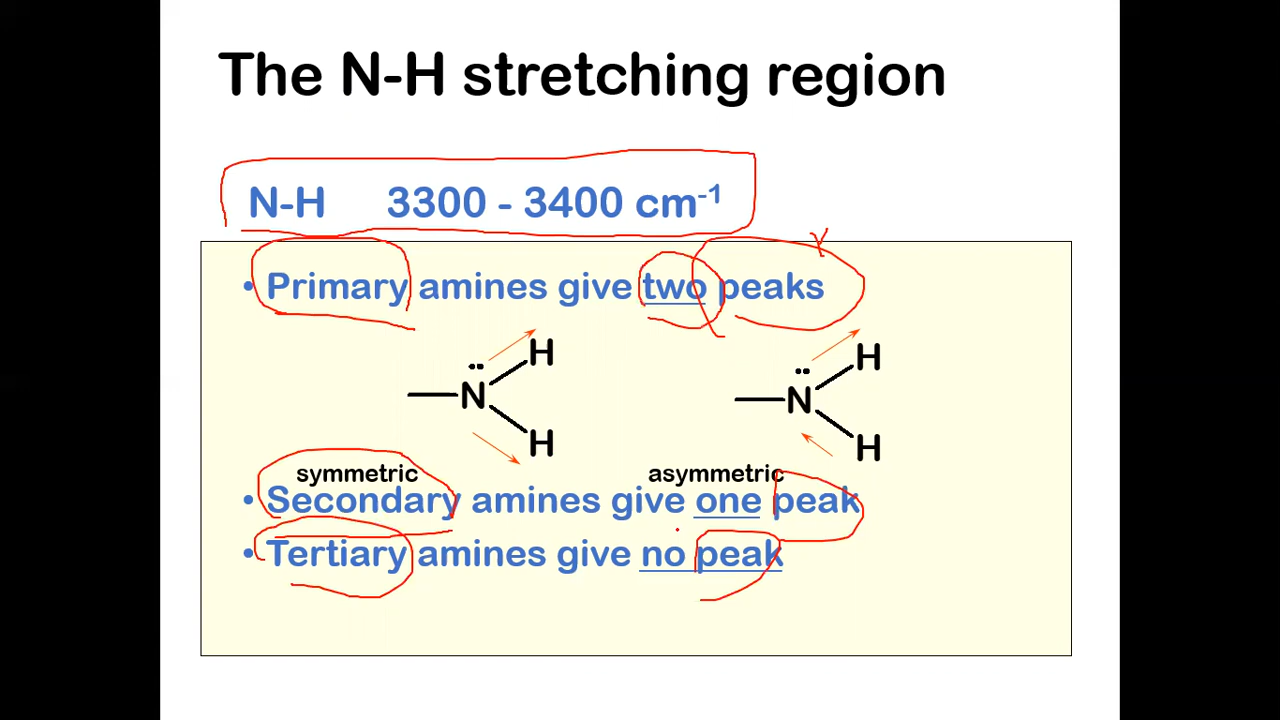 The N-H stretching region
N-H 3300 - 3400 cm⁻¹
• Primary amines give two peaks
H
N
H
H
N
H
symmetric
asymmetric
• Secondary amines give one peak
• Tertiary amines give no peak